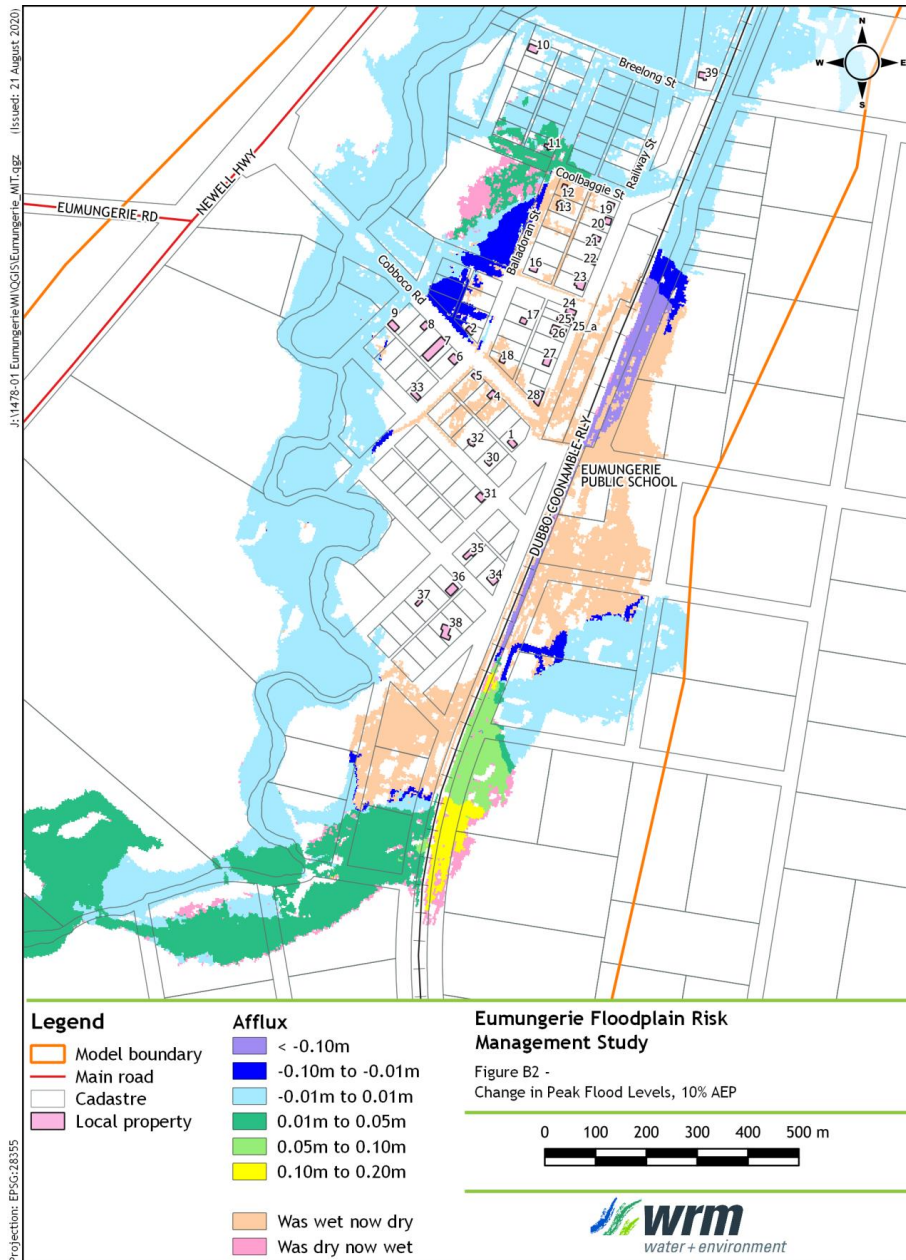 J:\1478-01 Eumungerie\WMI\QGIS\Eumungerie_MIT.qgz (Issued: 21 August 2020)
Projection: EPSG:28355
N
W
E
S
10
39
Breelong St
11
NEWELL-HWY
EUMUNGERIE-RD
Coolbaggie St
Railway St
12
13
19
20
21
22
Balladoran St
16
23
Cobboco Rd
9
8
7
2
6
17
24
25
25_a
26
18
27
5
33
4
28
32
1
30
DUBBO-COONAMBLE-RLY
EUMUNGERIE
PUBLIC SCHOOL
31
35
34
36
37
38
Legend
Model boundary
Main road
Cadastre
Local property
Afflux
< -0.10m
-0.10m to -0.01m
-0.01m to 0.01m
0.01m to 0.05m
0.05m to 0.10m
0.10m to 0.20m
Was wet now dry
Was dry now wet
Eumungerie Floodplain Risk
Management Study
Figure B2 -
Change in Peak Flood Levels, 10% AEP
0 100 200 300 400 500 m
wrm
water + environment